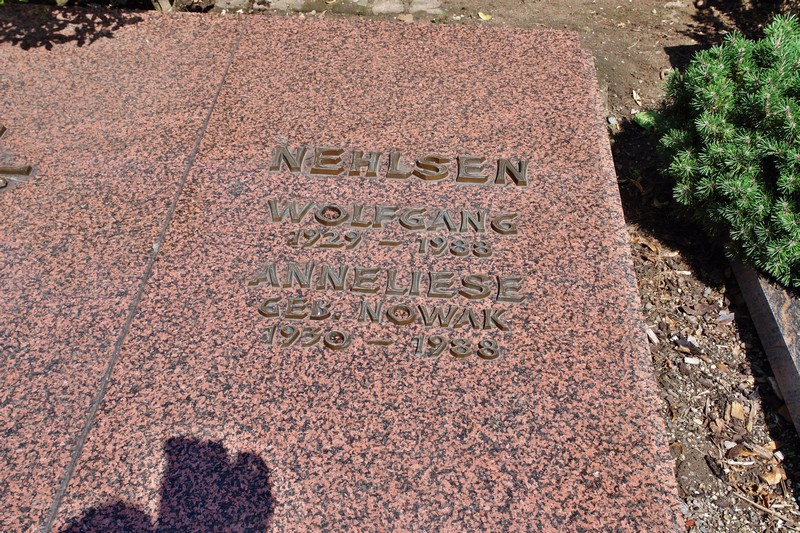 NEHLSEN
WOLFGANG
1929 – 1988
ANNELIESE
GEB. NOWAK
1930 – 1988